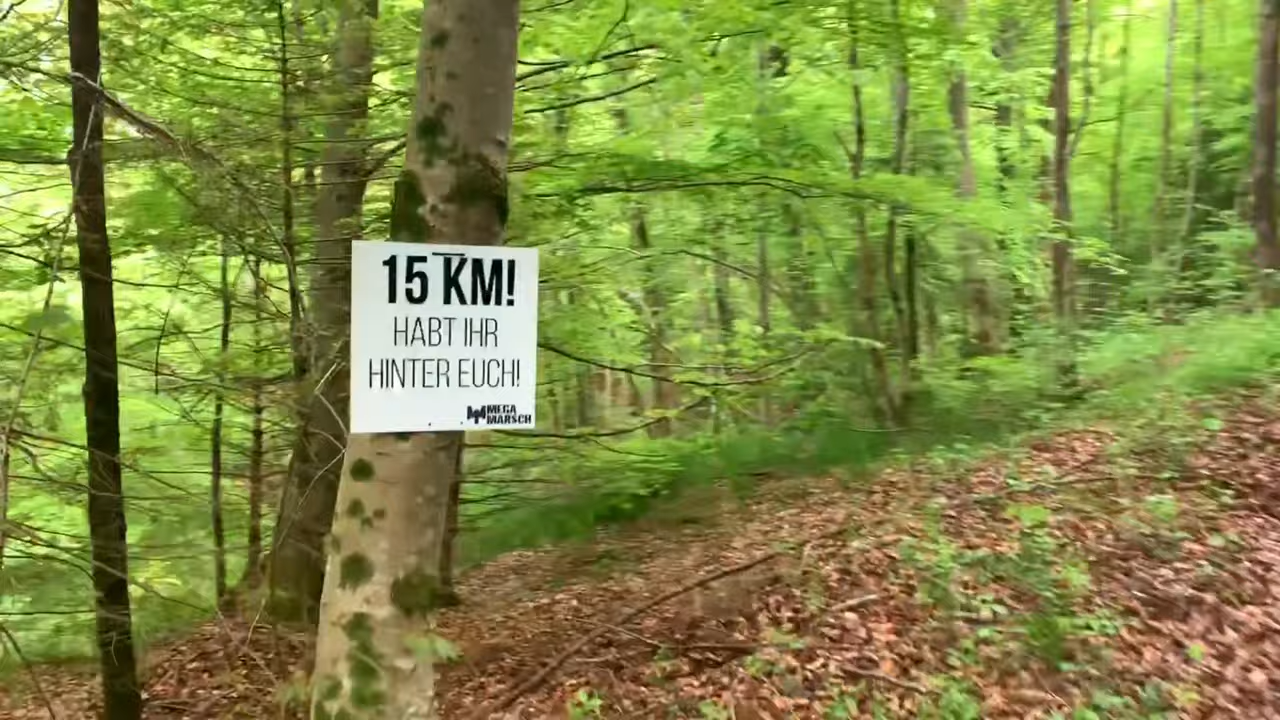 15 KM!
HABT IHR
HINTER EUCH!
MEGA
MARSCH